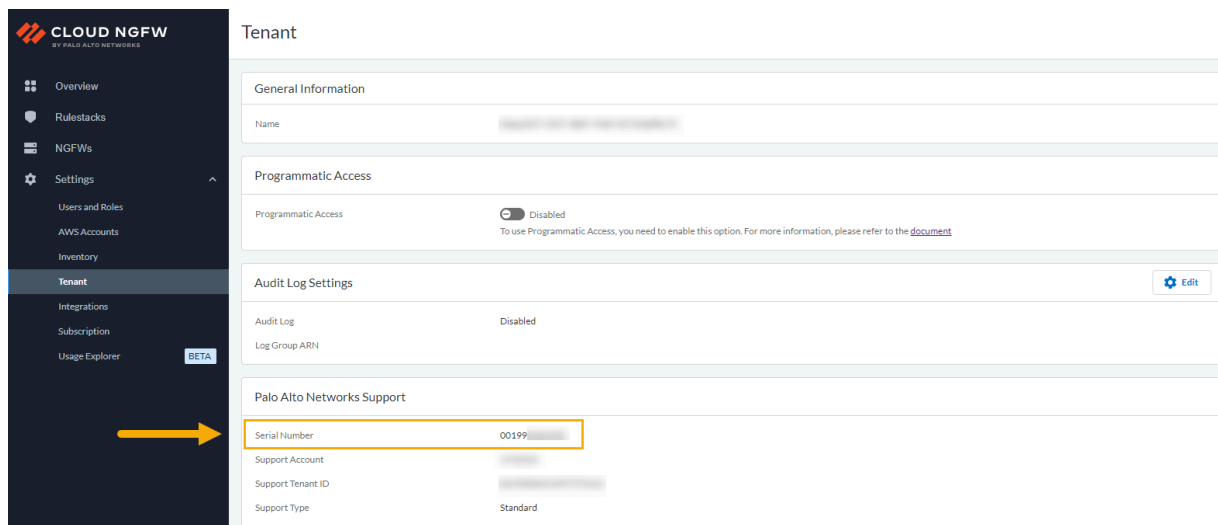 CLOUD NGFW
BY PALO ALTO NETWORKS
Overview
Rulestacks
NGFWs
Settings
Users and Roles
AWS Accounts
Inventory
Tenant
Integrations
Subscription
Usage Explorer BETA
Tenant
General Information
Name
Programmatic Access
Programmatic Access Disabled
To use Programmatic Access, you need to enable this option. For more information, please refer to the document
Audit Log Settings Edit
Audit Log Disabled
Log Group ARN
Palo Alto Networks Support
Serial Number 00199
Support Account
Support Tenant ID
Support Type Standard